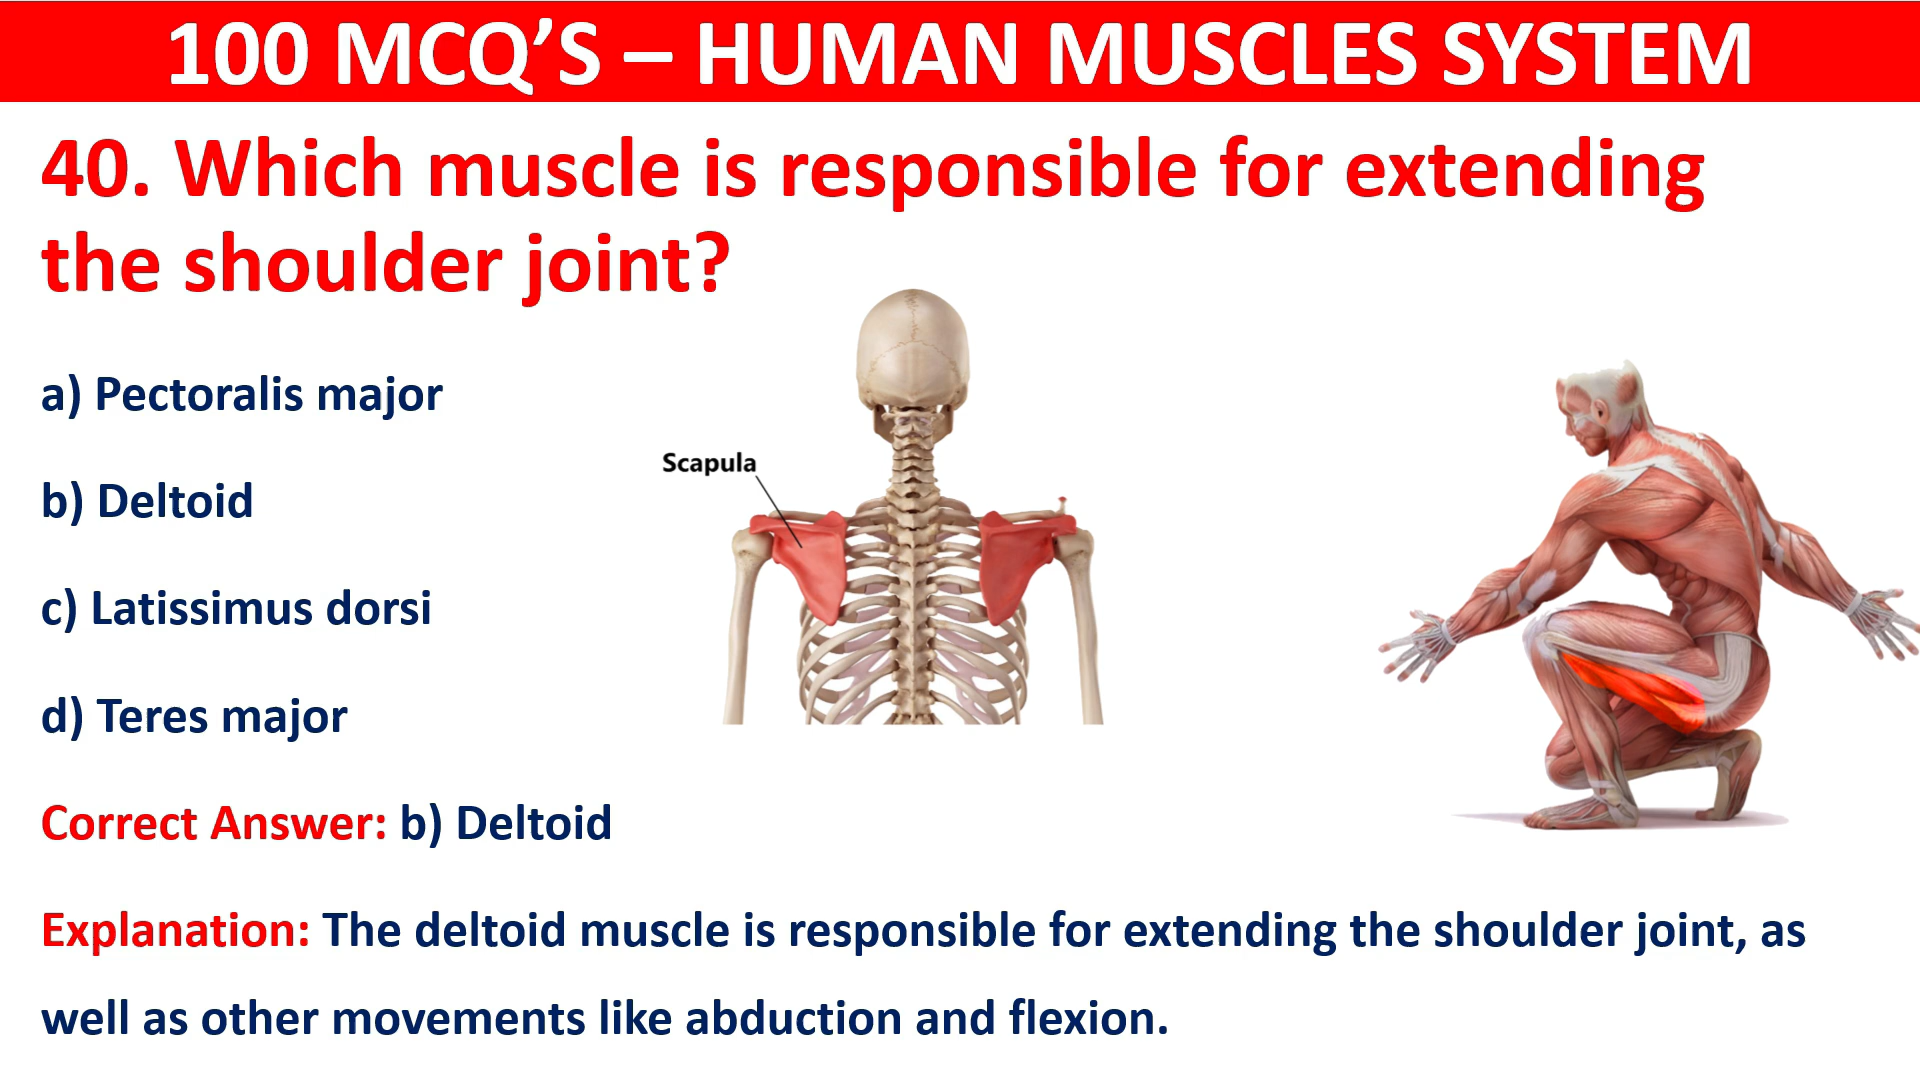 100 MCQ’S – HUMAN MUSCLES SYSTEM
40. Which muscle is responsible for extending
the shoulder joint?
a) Pectoralis major
b) Deltoid
c) Latissimus dorsi
d) Teres major
Scapula
Correct Answer: b) Deltoid
Explanation: The deltoid muscle is responsible for extending the shoulder joint, as
well as other movements like abduction and flexion.